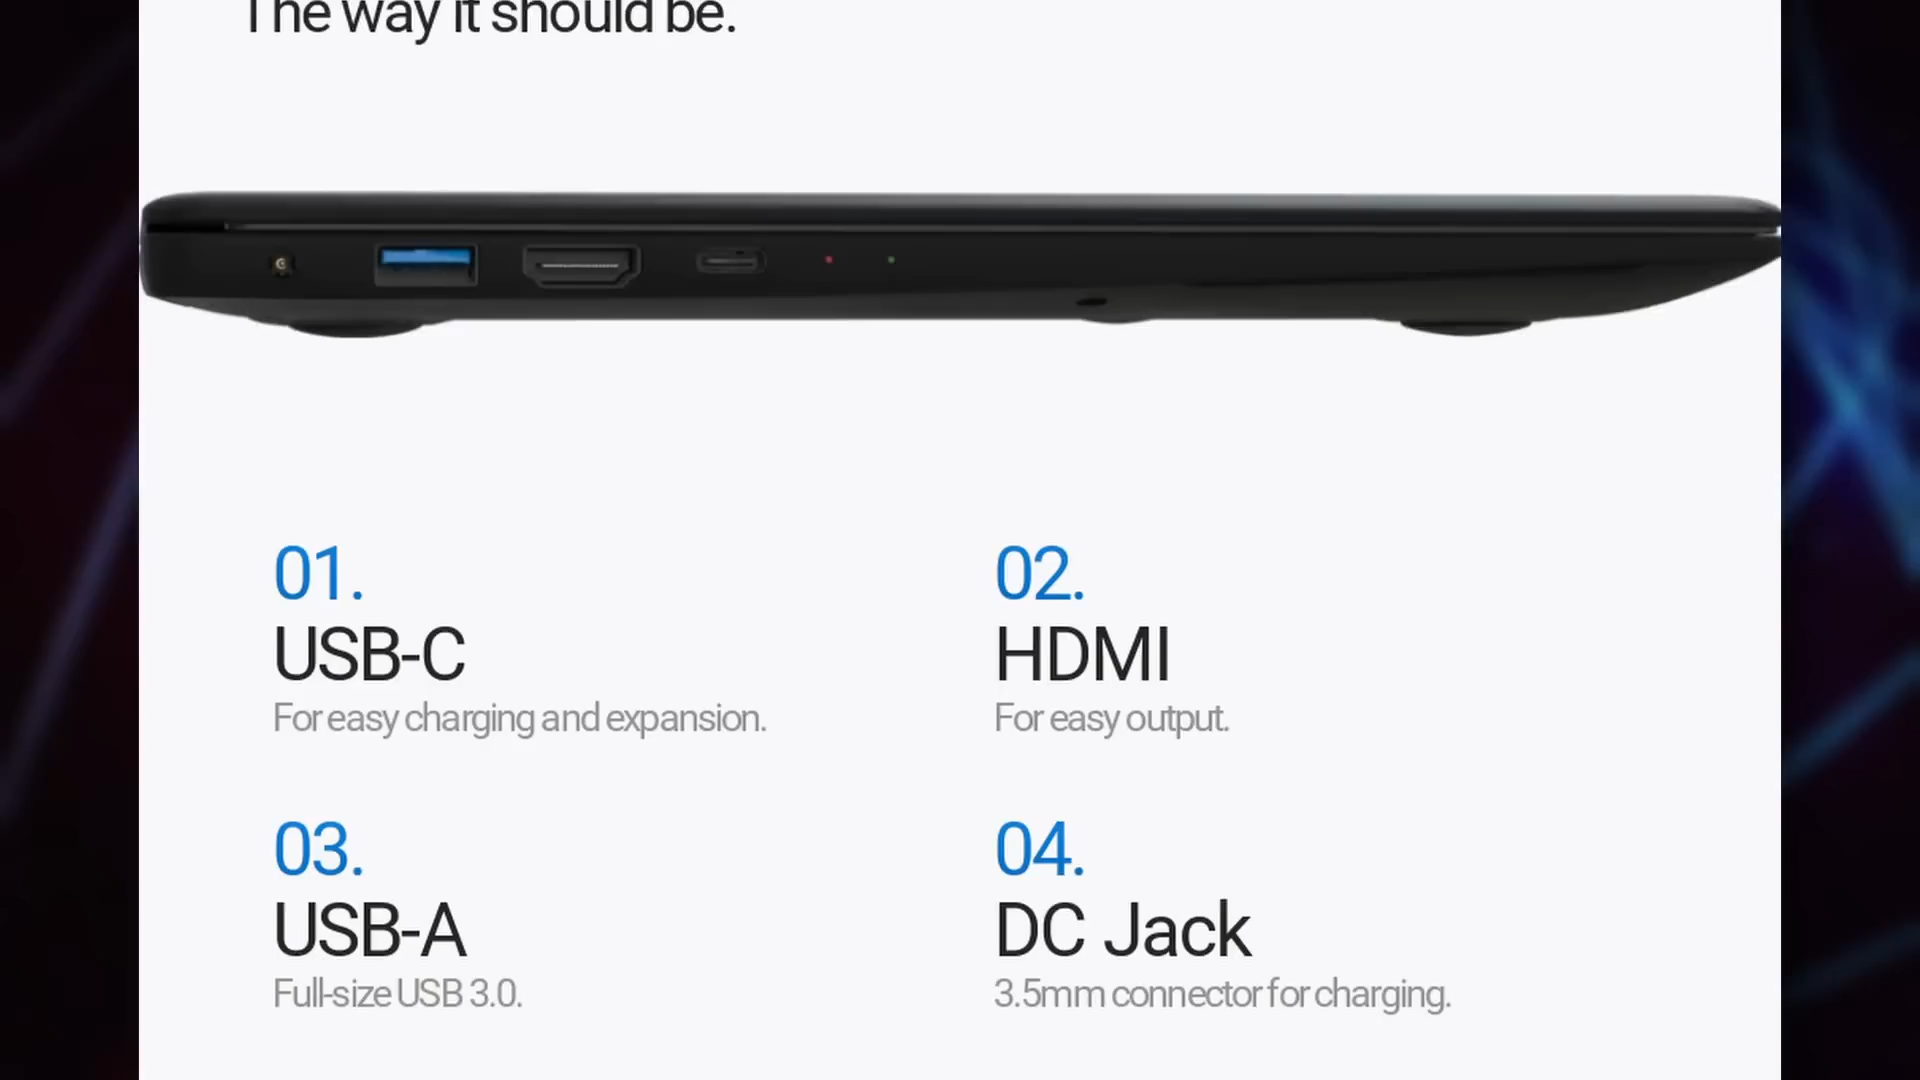 The way it should be.
01.
USB-C
For easy charging and expansion.
02.
HDMI
For easy output.
03.
USB-A
Full-size USB 3.0.
04.
DC Jack
3.5mm connector for charging.